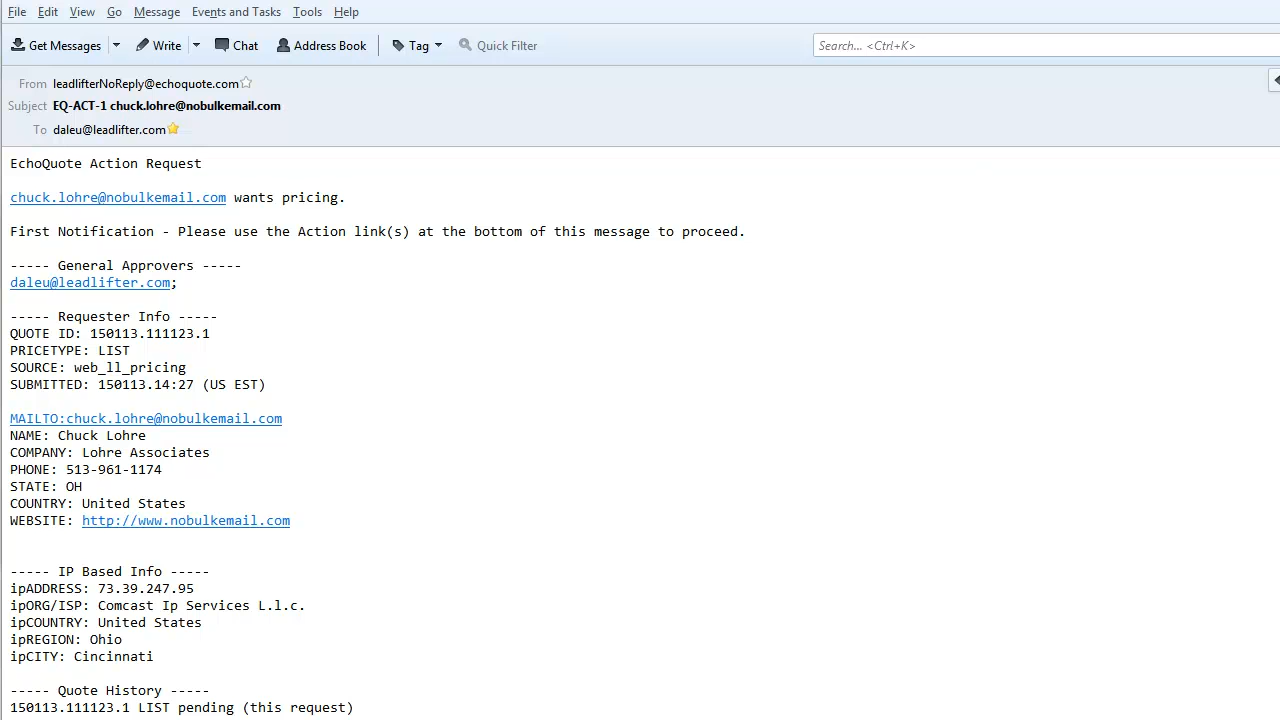 File Edit View Go Message Events and Tasks Tools Help
Get Messages Write Chat Address Book Tag Quick Filter Search... <Ctrl+K>
From leadlifterNoReply@echoquote.com
Subject EQ-ACT-1 chuck.lohre@nobulkemail.com
To daleu@leadlifter.com
EchoQuote Action Request
chuck.lohre@nobulkemail.com wants pricing.
First Notification - Please use the Action link(s) at the bottom of this message to proceed.
----- General Approvers -----
daleu@leadlifter.com;
----- Requester Info -----
QUOTE ID: 150113.111123.1
PRICETYPE: LIST
SOURCE: web_ll_pricing
SUBMITTED: 150113.14:27 (US EST)
MAILTO:chuck.lohre@nobulkemail.com
NAME: Chuck Lohre
COMPANY: Lohre Associates
PHONE: 513-961-1174
STATE: OH
COUNTRY: United States
WEBSITE: http://www.nobulkemail.com
----- IP Based Info -----
ipADDRESS: 73.39.247.95
ipORG/ISP: Comcast Ip Services L.l.c.
ipCOUNTRY: United States
ipREGION: Ohio
ipCITY: Cincinnati
----- Quote History -----
150113.111123.1 LIST pending (this request)